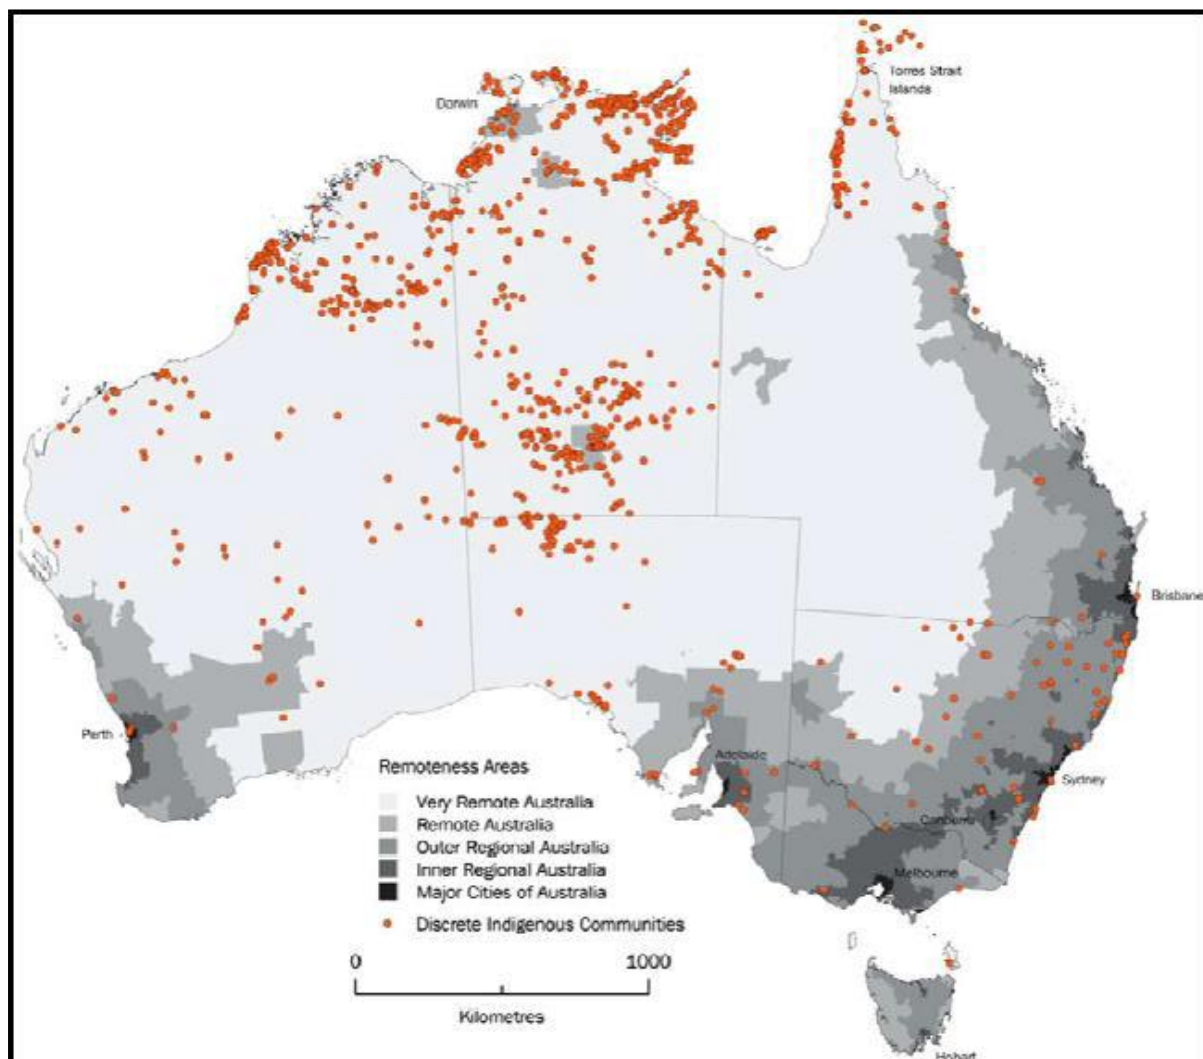 Torres Strait
Islands
Darwin
Brisbane
Perth
Adelaide
Sydney
Canberra
Melbourne
Remoteness Areas
Very Remote Australia
Remote Australia
Outer Regional Australia
Inner Regional Australia
Major Cities of Australia
Discrete Indigenous Communities
0 1000
Kilometres
Hobart